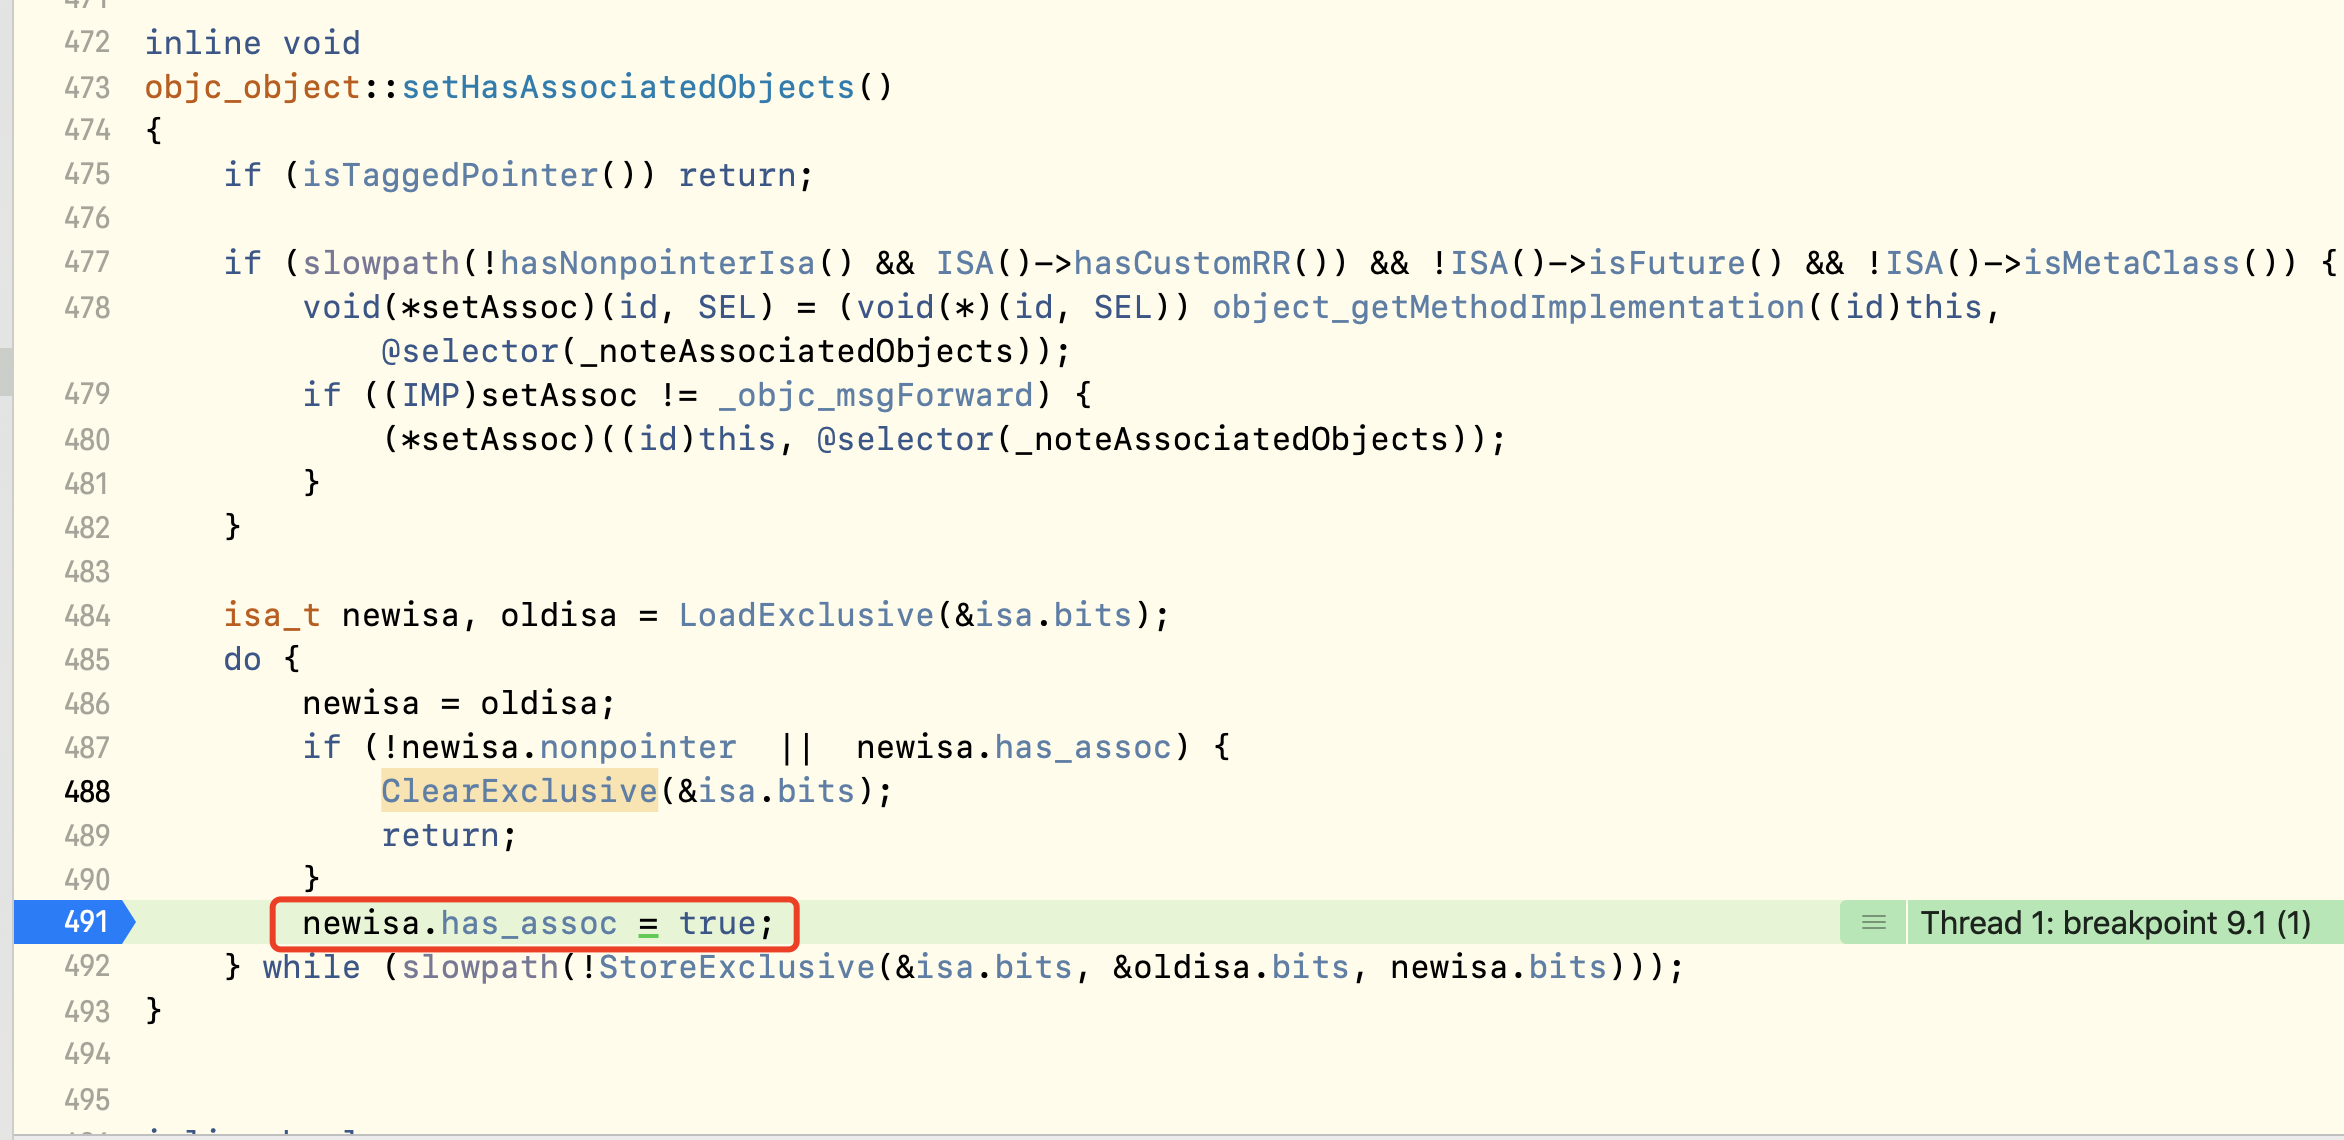 472 inline void
473 objc_object::setHasAssociatedObjects()
474 {
475     if (isTaggedPointer()) return;
476
477     if (slowpath(!hasNonpointerIsa() && ISA()->hasCustomRR()) && !ISA()->isFuture() && !ISA()->isMetaClass()) {
478         void(*setAssoc)(id, SEL) = (void(*)(id, SEL)) object_getMethodImplementation((id)this,
            @selector(_noteAssociatedObjects));
479         if ((IMP)setAssoc != _objc_msgForward) {
480             (*setAssoc)((id)this, @selector(_noteAssociatedObjects));
481         }
482     }
483
484     isa_t newisa, oldisa = LoadExclusive(&isa.bits);
485     do {
486         newisa = oldisa;
487         if (!newisa.nonpointer  ||  newisa.has_assoc) {
488             ClearExclusive(&isa.bits);
489             return;
490         }
491         newisa.has_assoc = true; Thread 1: breakpoint 9.1 (1)
492     } while (slowpath(!StoreExclusive(&isa.bits, &oldisa.bits, newisa.bits)));
493 }
494
495